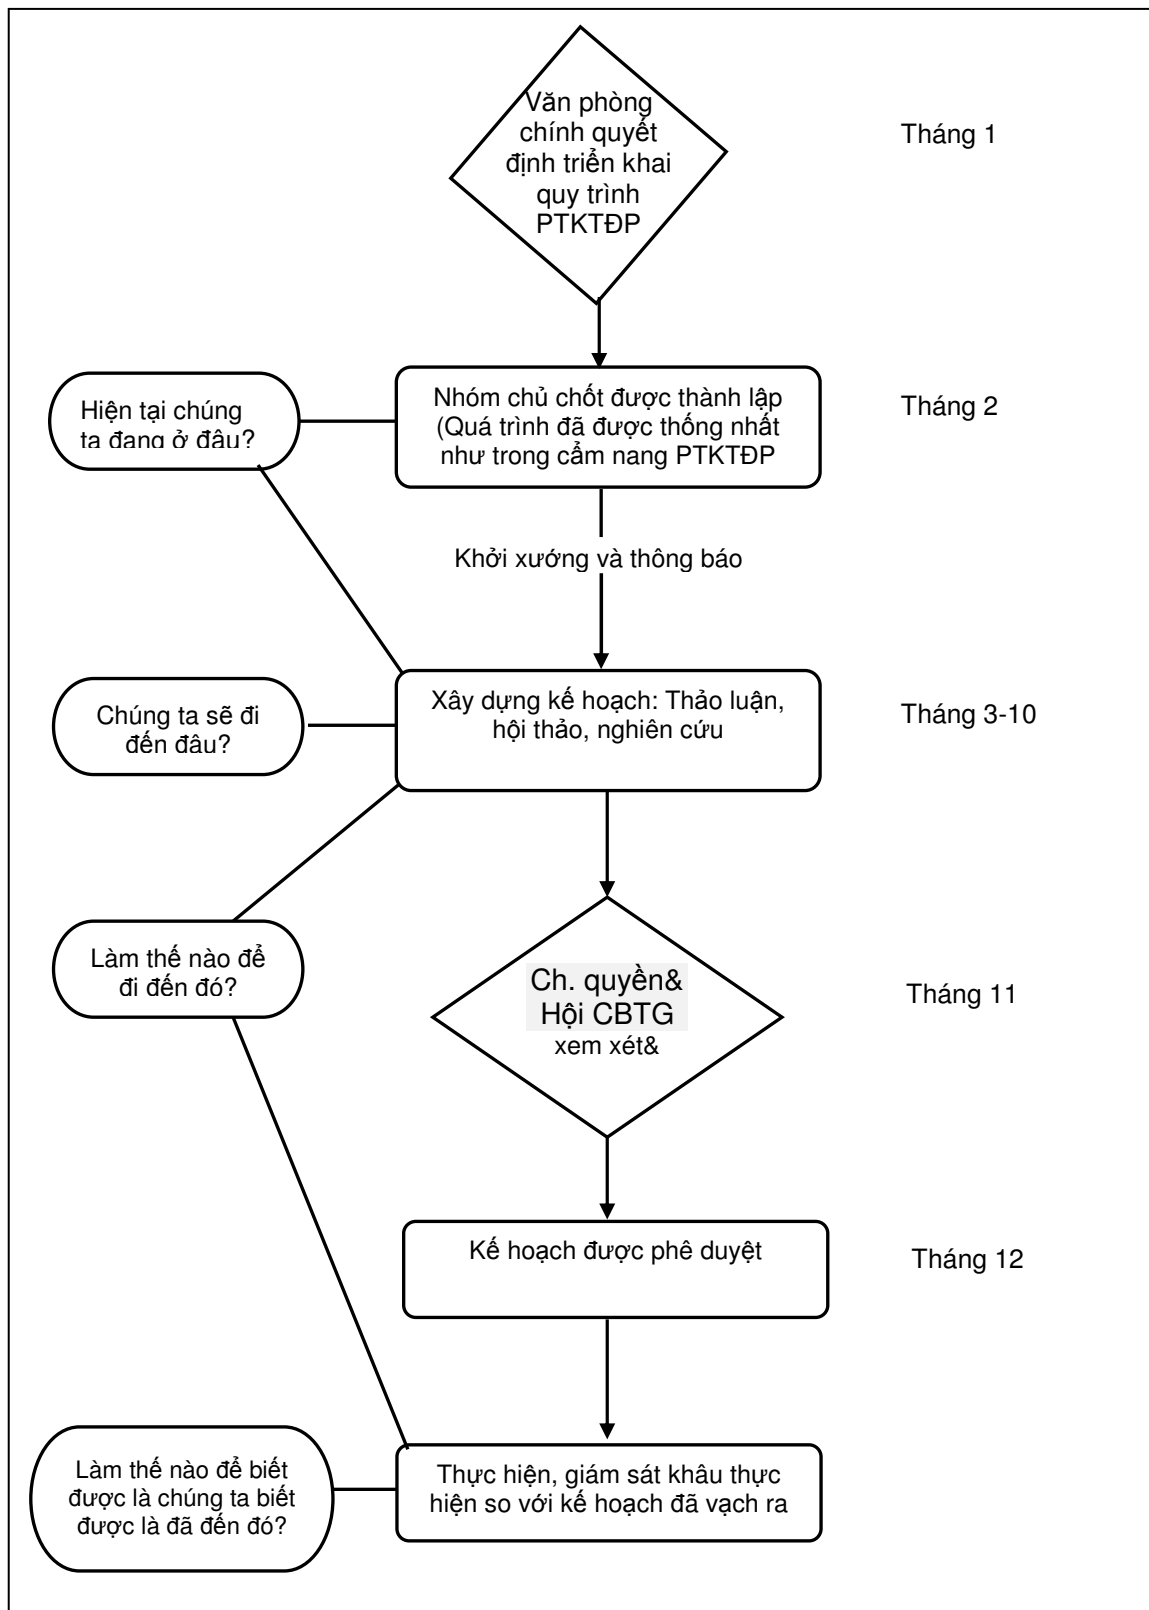 Văn phòng
chính quyết
định triển khai
quy trình
PTKTĐP
Tháng 1
Hiện tại chúng
ta đang ở đâu?
Nhóm chủ chốt được thành lập
(Quá trình đã được thống nhất
như trong cẩm nang PTKTĐP
Tháng 2
Khởi xướng và thông báo
Chúng ta sẽ đi
đến đâu?
Xây dựng kế hoạch: Thảo luận,
hội thảo, nghiên cứu
Tháng 3-10
Làm thế nào để
đi đến đó?
Ch. quyền&
Hội CBTG
xem xét&
Tháng 11
Kế hoạch được phê duyệt
Tháng 12
Làm thế nào để biết
được là chúng ta biết
được là đã đến đó?
Thực hiện, giám sát khâu thực
hiện so với kế hoạch đã vạch ra